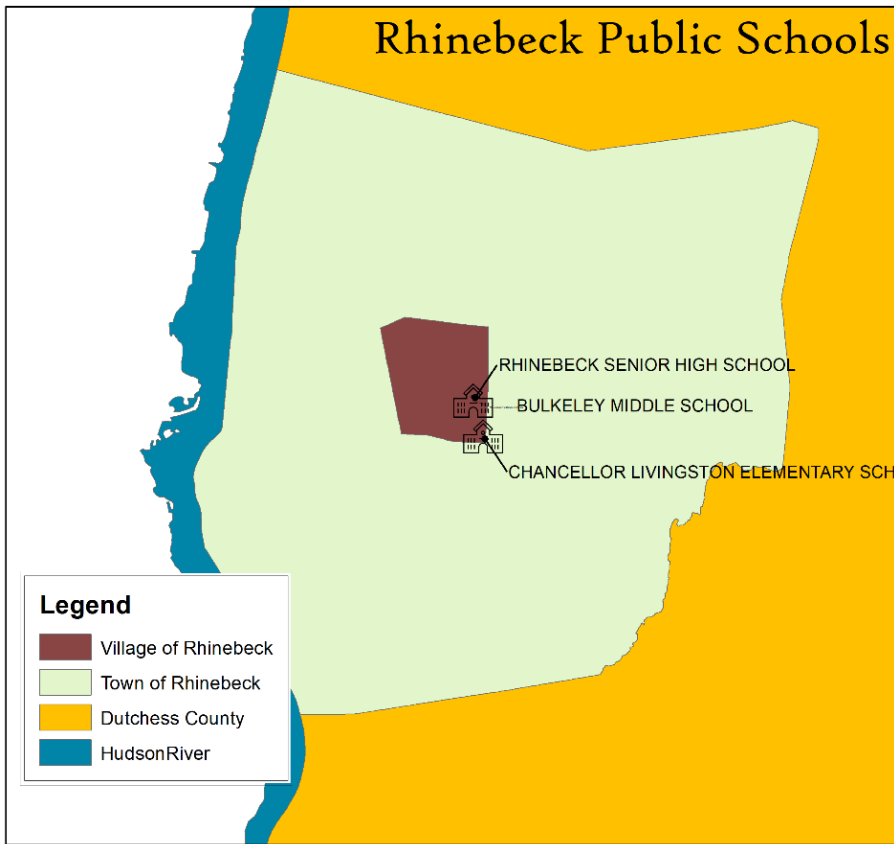 Rhinebeck Public Schools
RHINEBECK SENIOR HIGH SCHOOL
BULKELEY MIDDLE SCHOOL
CHANCELLOR LIVINGSTON ELEMENTARY SCH
Legend
Village of Rhinebeck
Town of Rhinebeck
Dutchess County
HudsonRiver